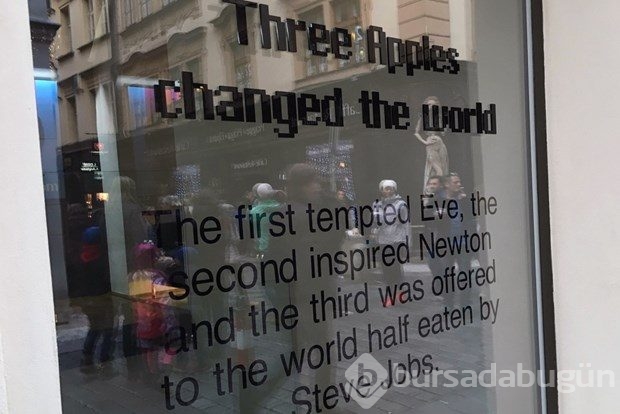 Three Apples
changed the world
The first tempted Eve, the
second inspired Newton
and the third was offered
to the world half eaten by
Steve Jobs.
bursadabugün